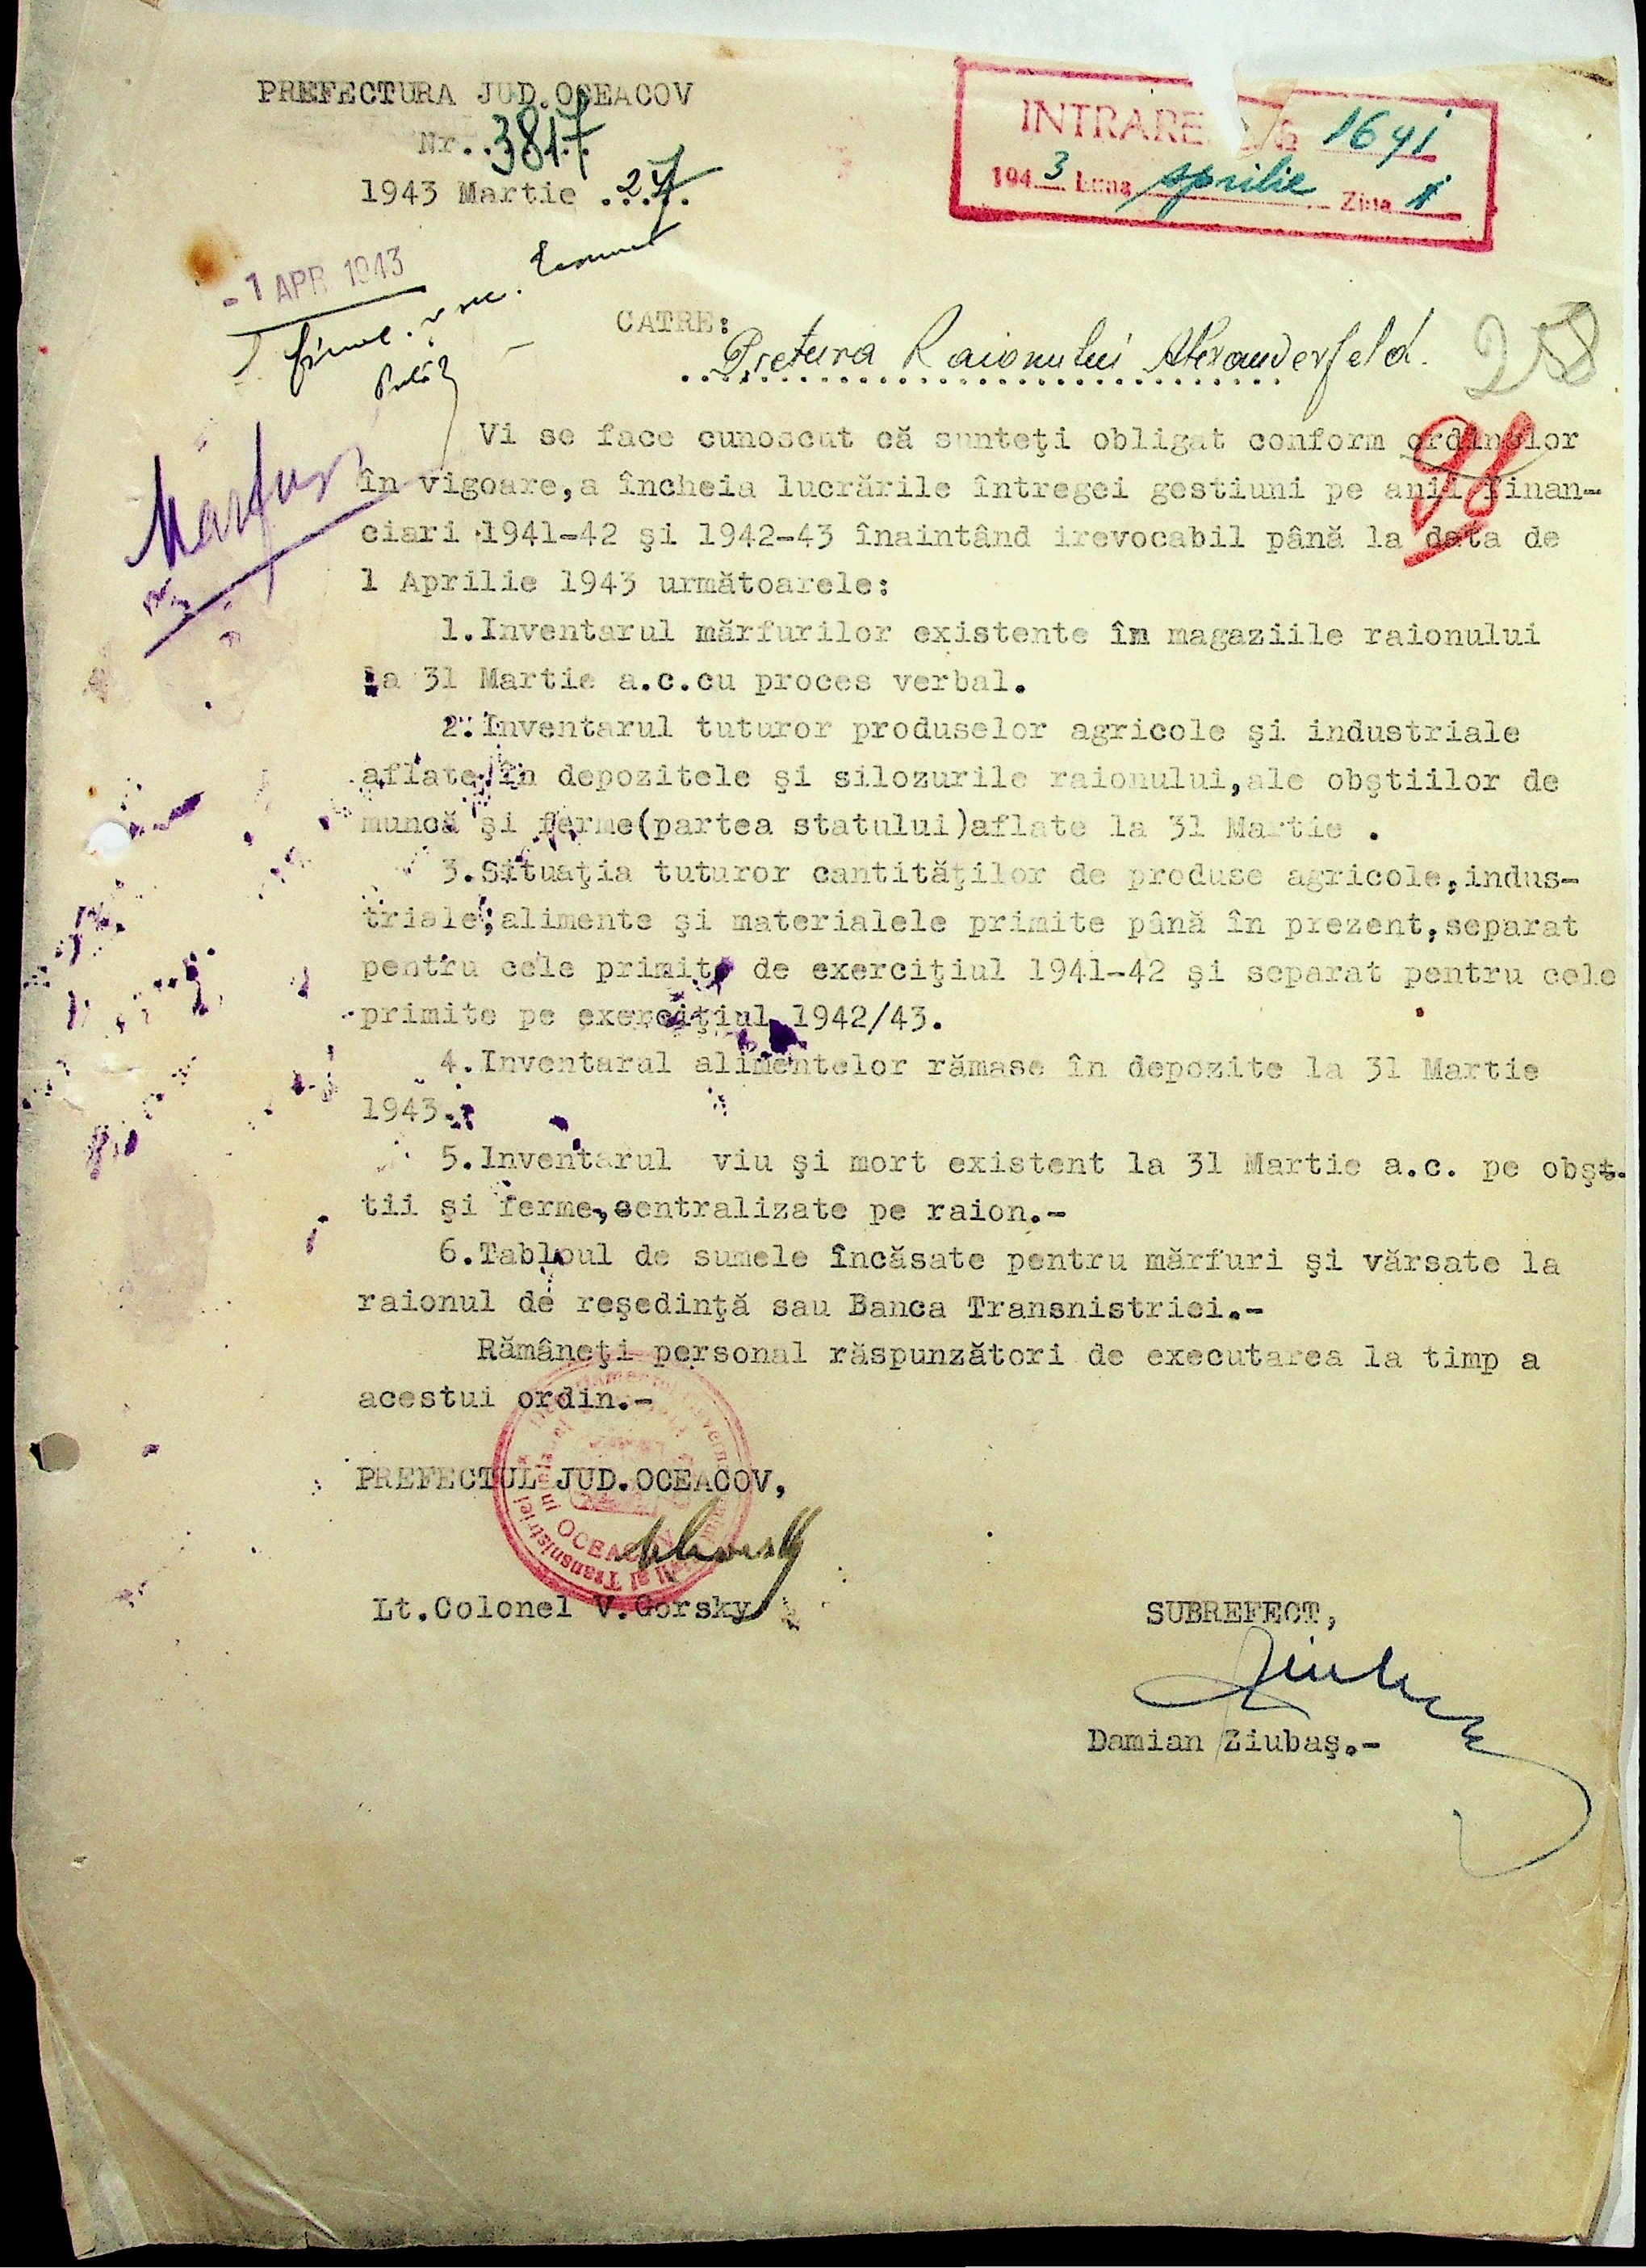 PREFECTURA JUD.OCEACOV
Nr. 3817
1943 Martie 27
INTRARE 1641
1943 Luna Aprilie Ziua 1
- 1 APR 1943
CATRE:
Pretura Raionului Alexanderfeld.
258
Mărfuri
Vi se face cunoscut că sunteţi obligat conform ordinelor
în vigoare,a încheia lucrările întregei gestiuni pe anii finan-
ciari 1941-42 şi 1942-43 înaintând irevocabil până la data de
1 Aprilie 1943 următoarele:
1.Inventarul mărfurilor existente în magaziile raionului
la 31 Martie a.c.cu proces verbal.
2.Inventarul tuturor produselor agricole şi industriale
aflate în depozitele şi silozurile raionului,ale obştiilor de
muncă şi ferme(partea statului)aflate la 31 Martie .
3.Situaţia tuturor cantităţilor de produse agricole,indus-
triale,alimente şi materialele primite până în prezent,separat
pentru cele primite de exerciţiul 1941-42 şi separat pentru cele
primite pe exerciţiul 1942/43.
4.Inventarul alimentelor rămase în depozite la 31 Martie
1943.
5.Inventarul viu şi mort existent la 31 Martie a.c. pe obşt.
tii şi ferme,centralizate pe raion.-
6.Tabloul de sumele încăsate pentru mărfuri şi vărsate la
raionul de reşedinţă sau Banca Transnistriei.-
Rămâneţi personal răspunzători de executarea la timp a
acestui ordin.-
PREFECTUL JUD.OCEACOV,
Lt.Colonel V.Gorsky
SUBREFECT,
Damian Ziubaş.-